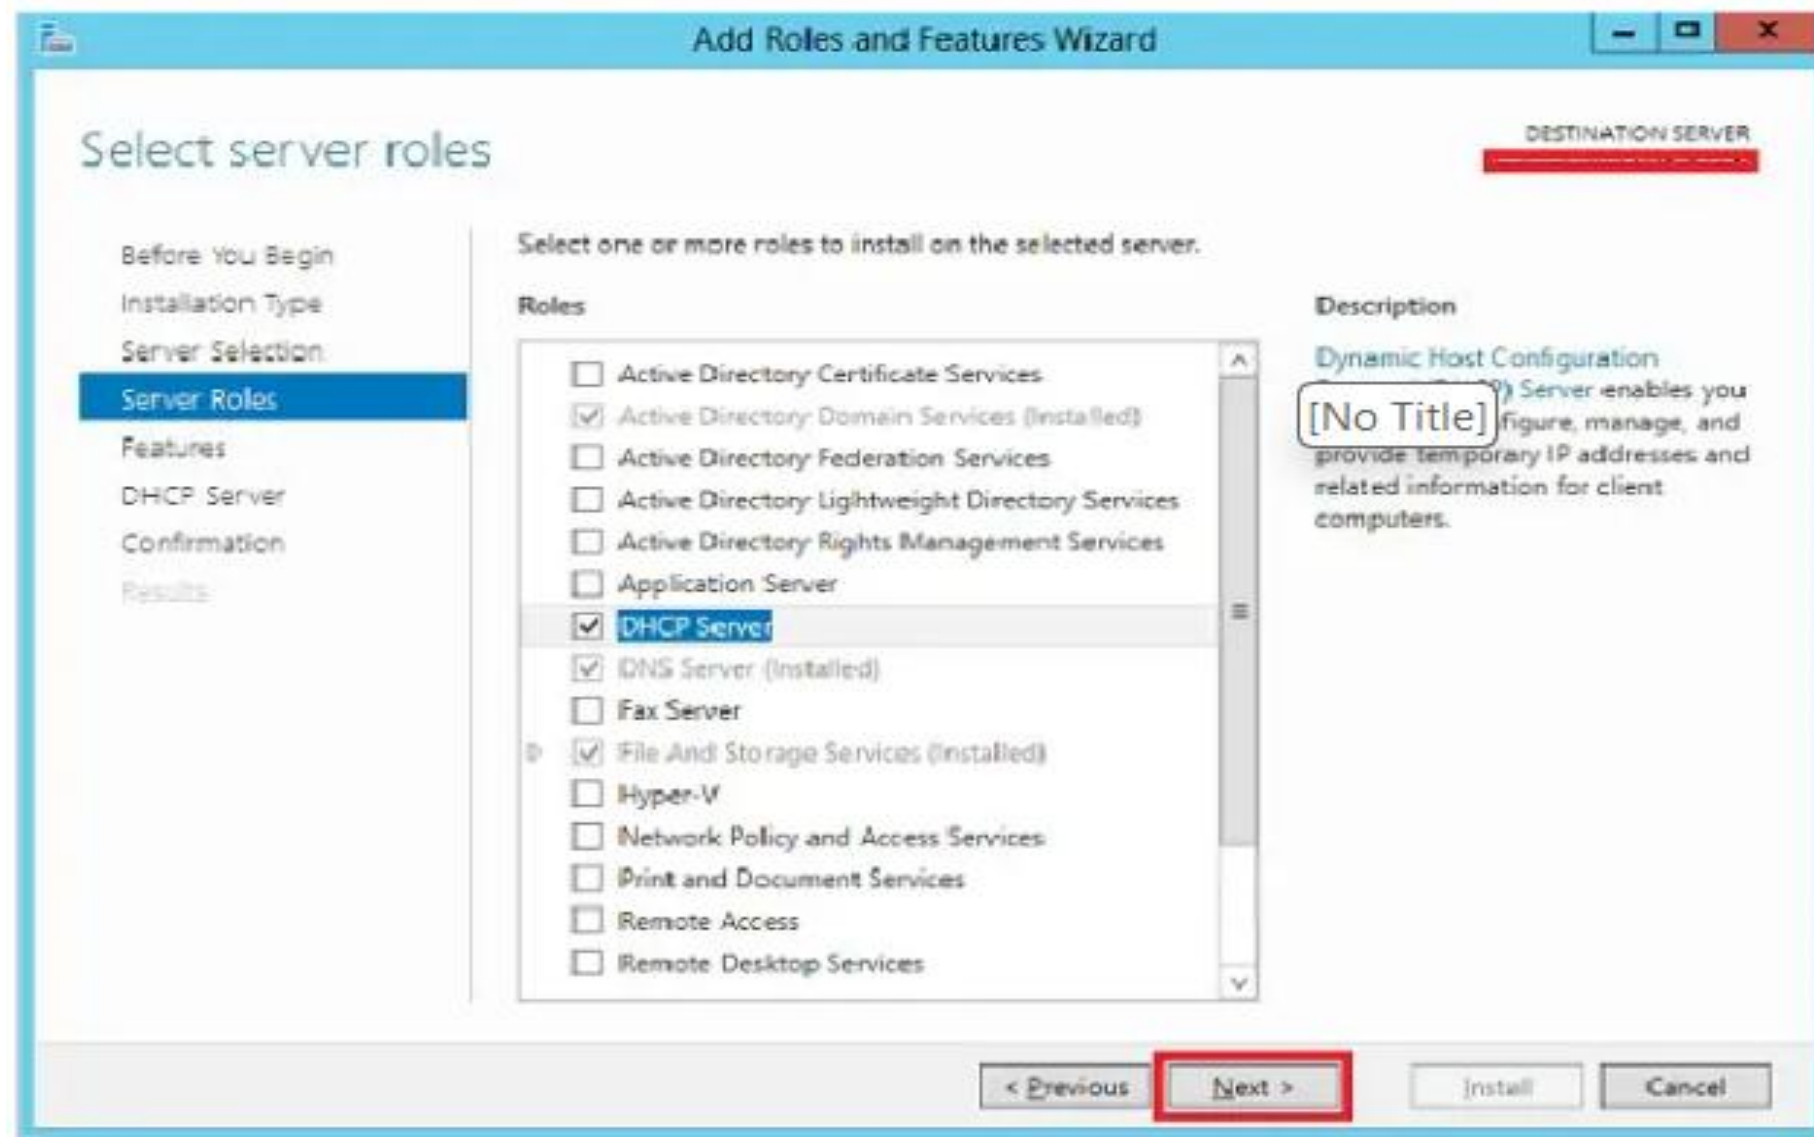 Add Roles and Features Wizard
Select server roles
DESTINATION SERVER
Before You Begin
Installation Type
Server Selection
Server Roles
Features
DHCP Server
Confirmation
Results
Select one or more roles to install on the selected server.
Roles
Active Directory Certificate Services
Active Directory Domain Services (Installed)
Active Directory Federation Services
Active Directory Lightweight Directory Services
Active Directory Rights Management Services
Application Server
DHCP Server
DNS Server (Installed)
Fax Server
File And Storage Services (Installed)
Hyper-V
Network Policy and Access Services
Print and Document Services
Remote Access
Remote Desktop Services
Description
Dynamic Host Configuration
Server enables you
[No Title]
manage, and
provide temporary IP addresses and
related information for client
computers.
< Previous
Next >
Install
Cancel